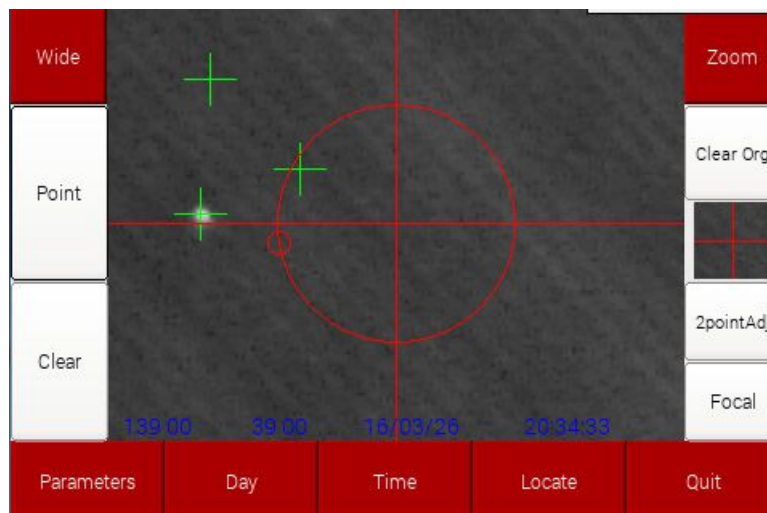 Wide
Zoom
Clear Org
Point
2pointAdj
Clear
Focal
139 00 39 00 16/03/26 20:34:33
Parameters Day Time Locate Quit